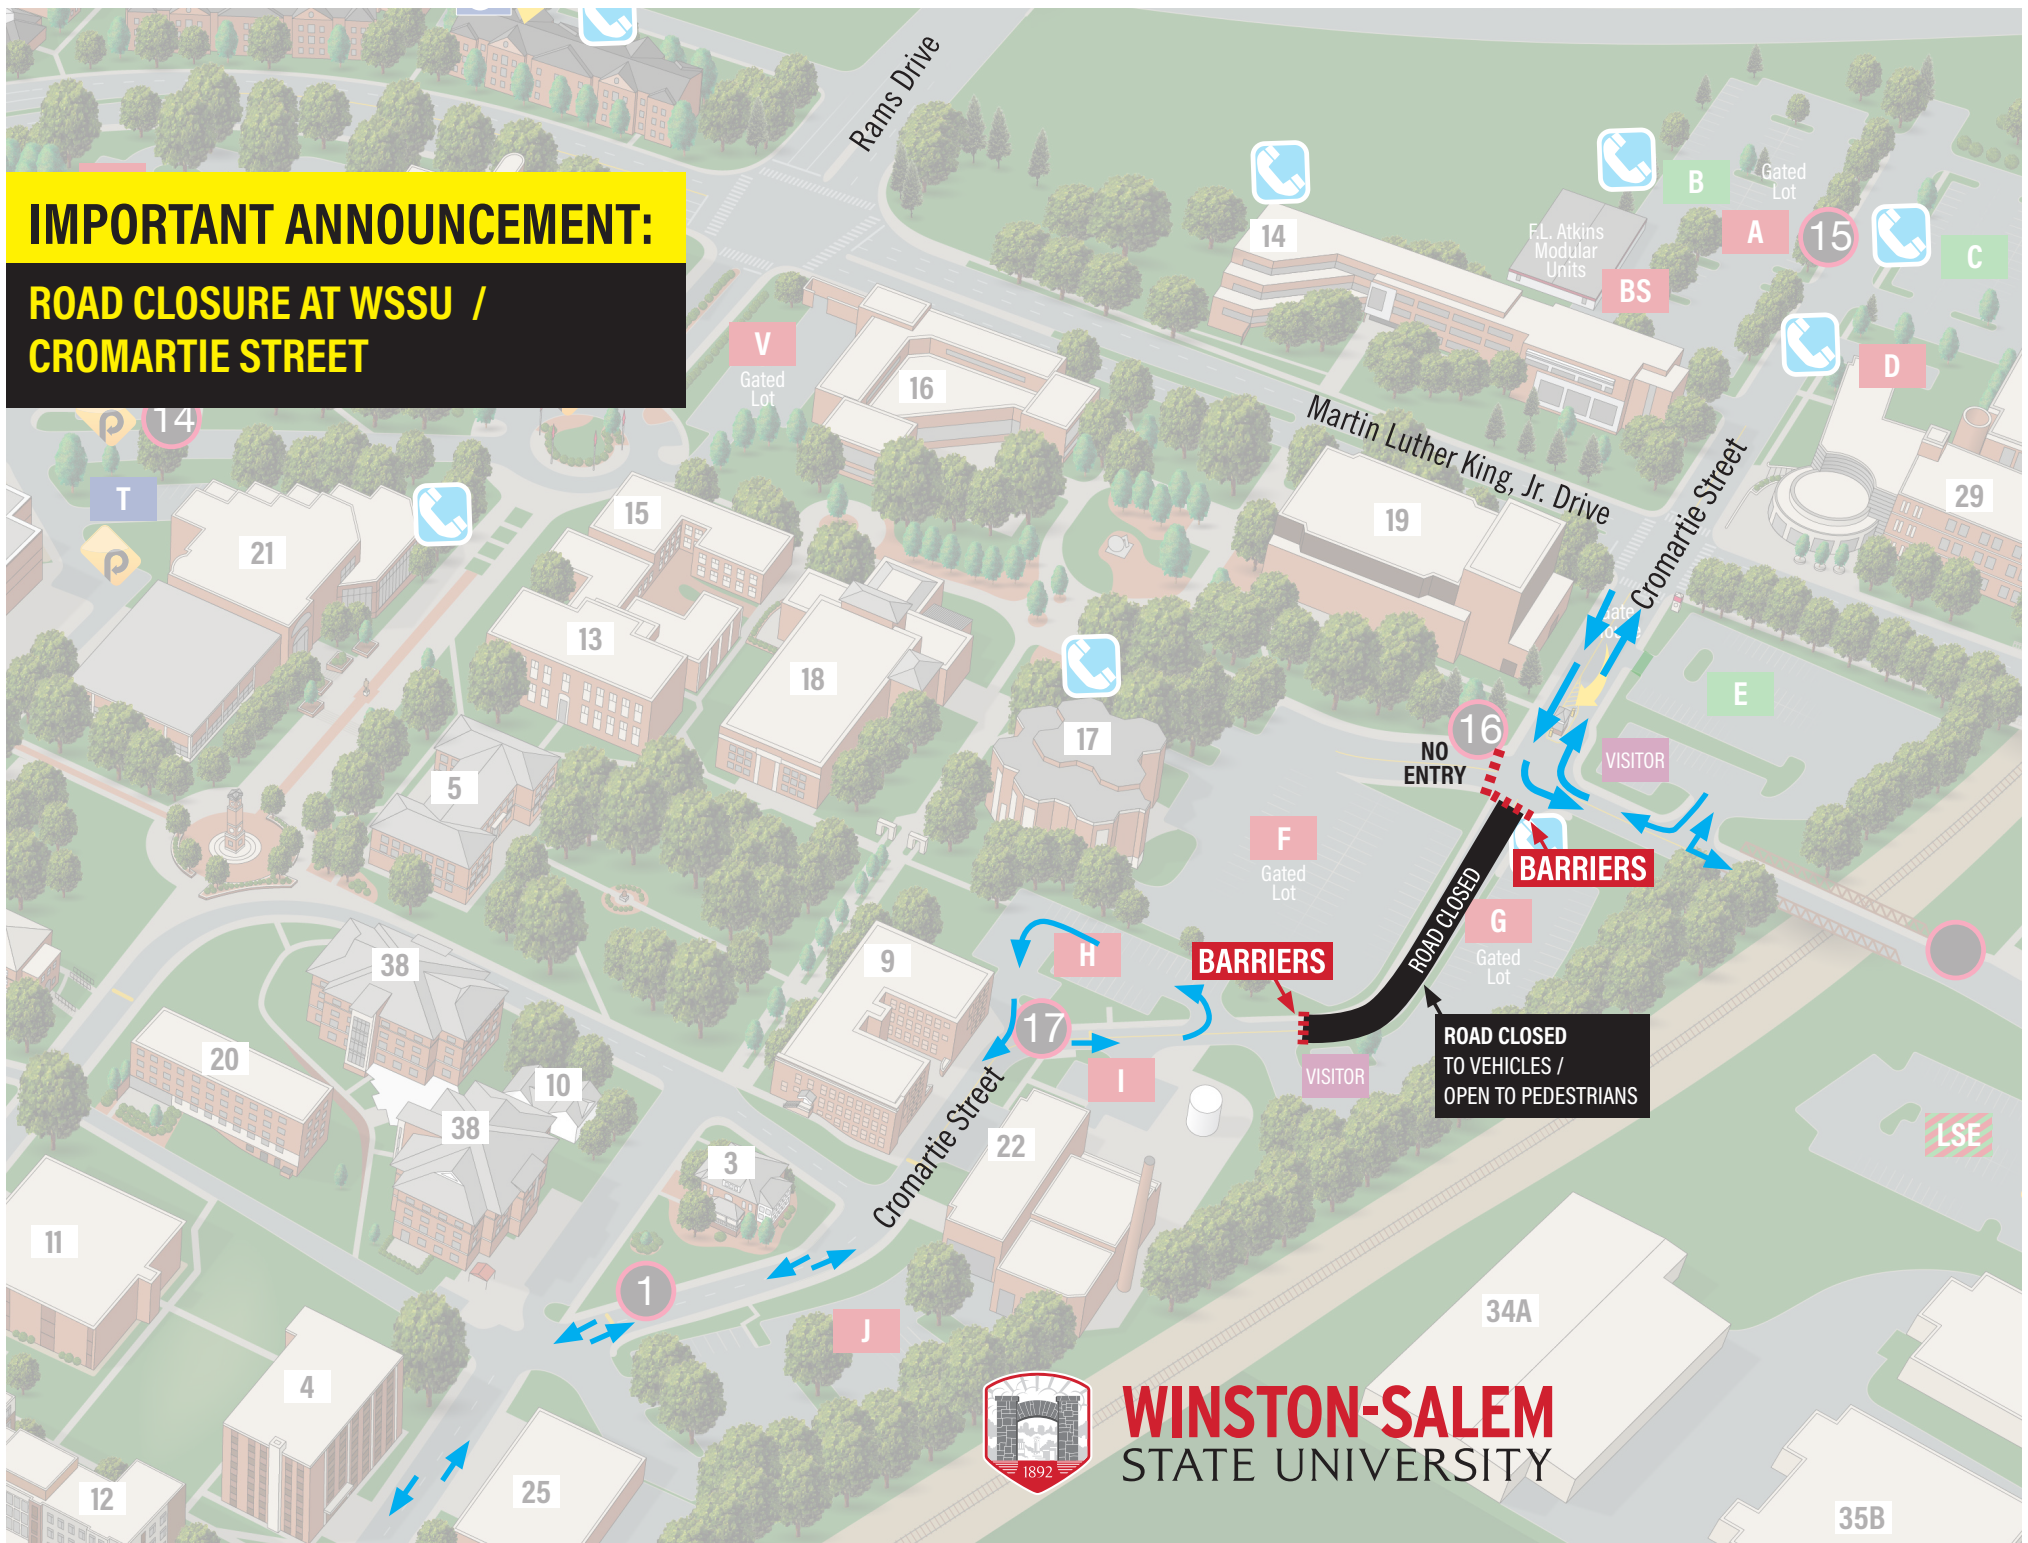 Rams Drive
IMPORTANT ANNOUNCEMENT:
ROAD CLOSURE AT WSSU /
CROMARTIE STREET
14
F.L. Atkins
Modular
Units
BS
B
Gated
Lot
A
15
C
D
V
Gated
Lot
16
14
T
21
15
13
18
Martin Luther King, Jr. Drive
19
Cromartie Street
29
E
16
NO
ENTRY
VISITOR
17
5
F
Gated
Lot
BARRIERS
ROAD CLOSED
G
Gated
Lot
38
9
H
BARRIERS
17
ROAD CLOSED
TO VEHICLES /
OPEN TO PEDESTRIANS
20
10
I
VISITOR
38
Cromartie Street
22
3
LSE
11
1
J
34A
4
12
25
1892
WINSTON-SALEM
STATE UNIVERSITY
35B